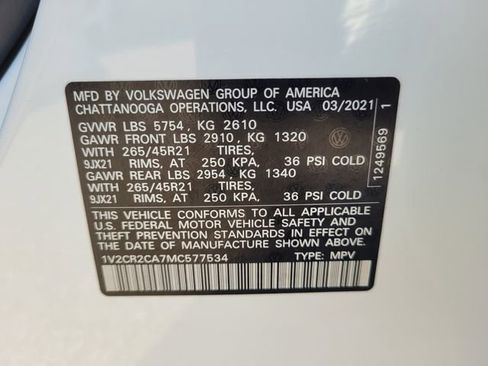 MFD. BY VOLKSWAGEN GROUP OF AMERICA
CHATTANOOGA OPERATIONS, LLC. USA 03/2021
GVWR LBS 5754 , KG 2610
GAWR FRONT LBS 2910 , KG 1320
WITH 265/45R21 TIRES,
9JX21 RIMS, AT 250 KPA, 36 PSI COLD
GAWR REAR LBS 2954 , KG 1340
WITH 265/45R21 TIRES,
9JX21 RIMS, AT 250 KPA, 36 PSI COLD
THIS VEHICLE CONFORMS TO ALL APPLICABLE
U.S. FEDERAL MOTOR VEHICLE SAFETY STANDARDS
IN EFFECT ON THE DATE OF MANUFACTURE
SHOWN ABOVE.
1V2CR2CA7MC577534 TYPE: MPV
1249569 1